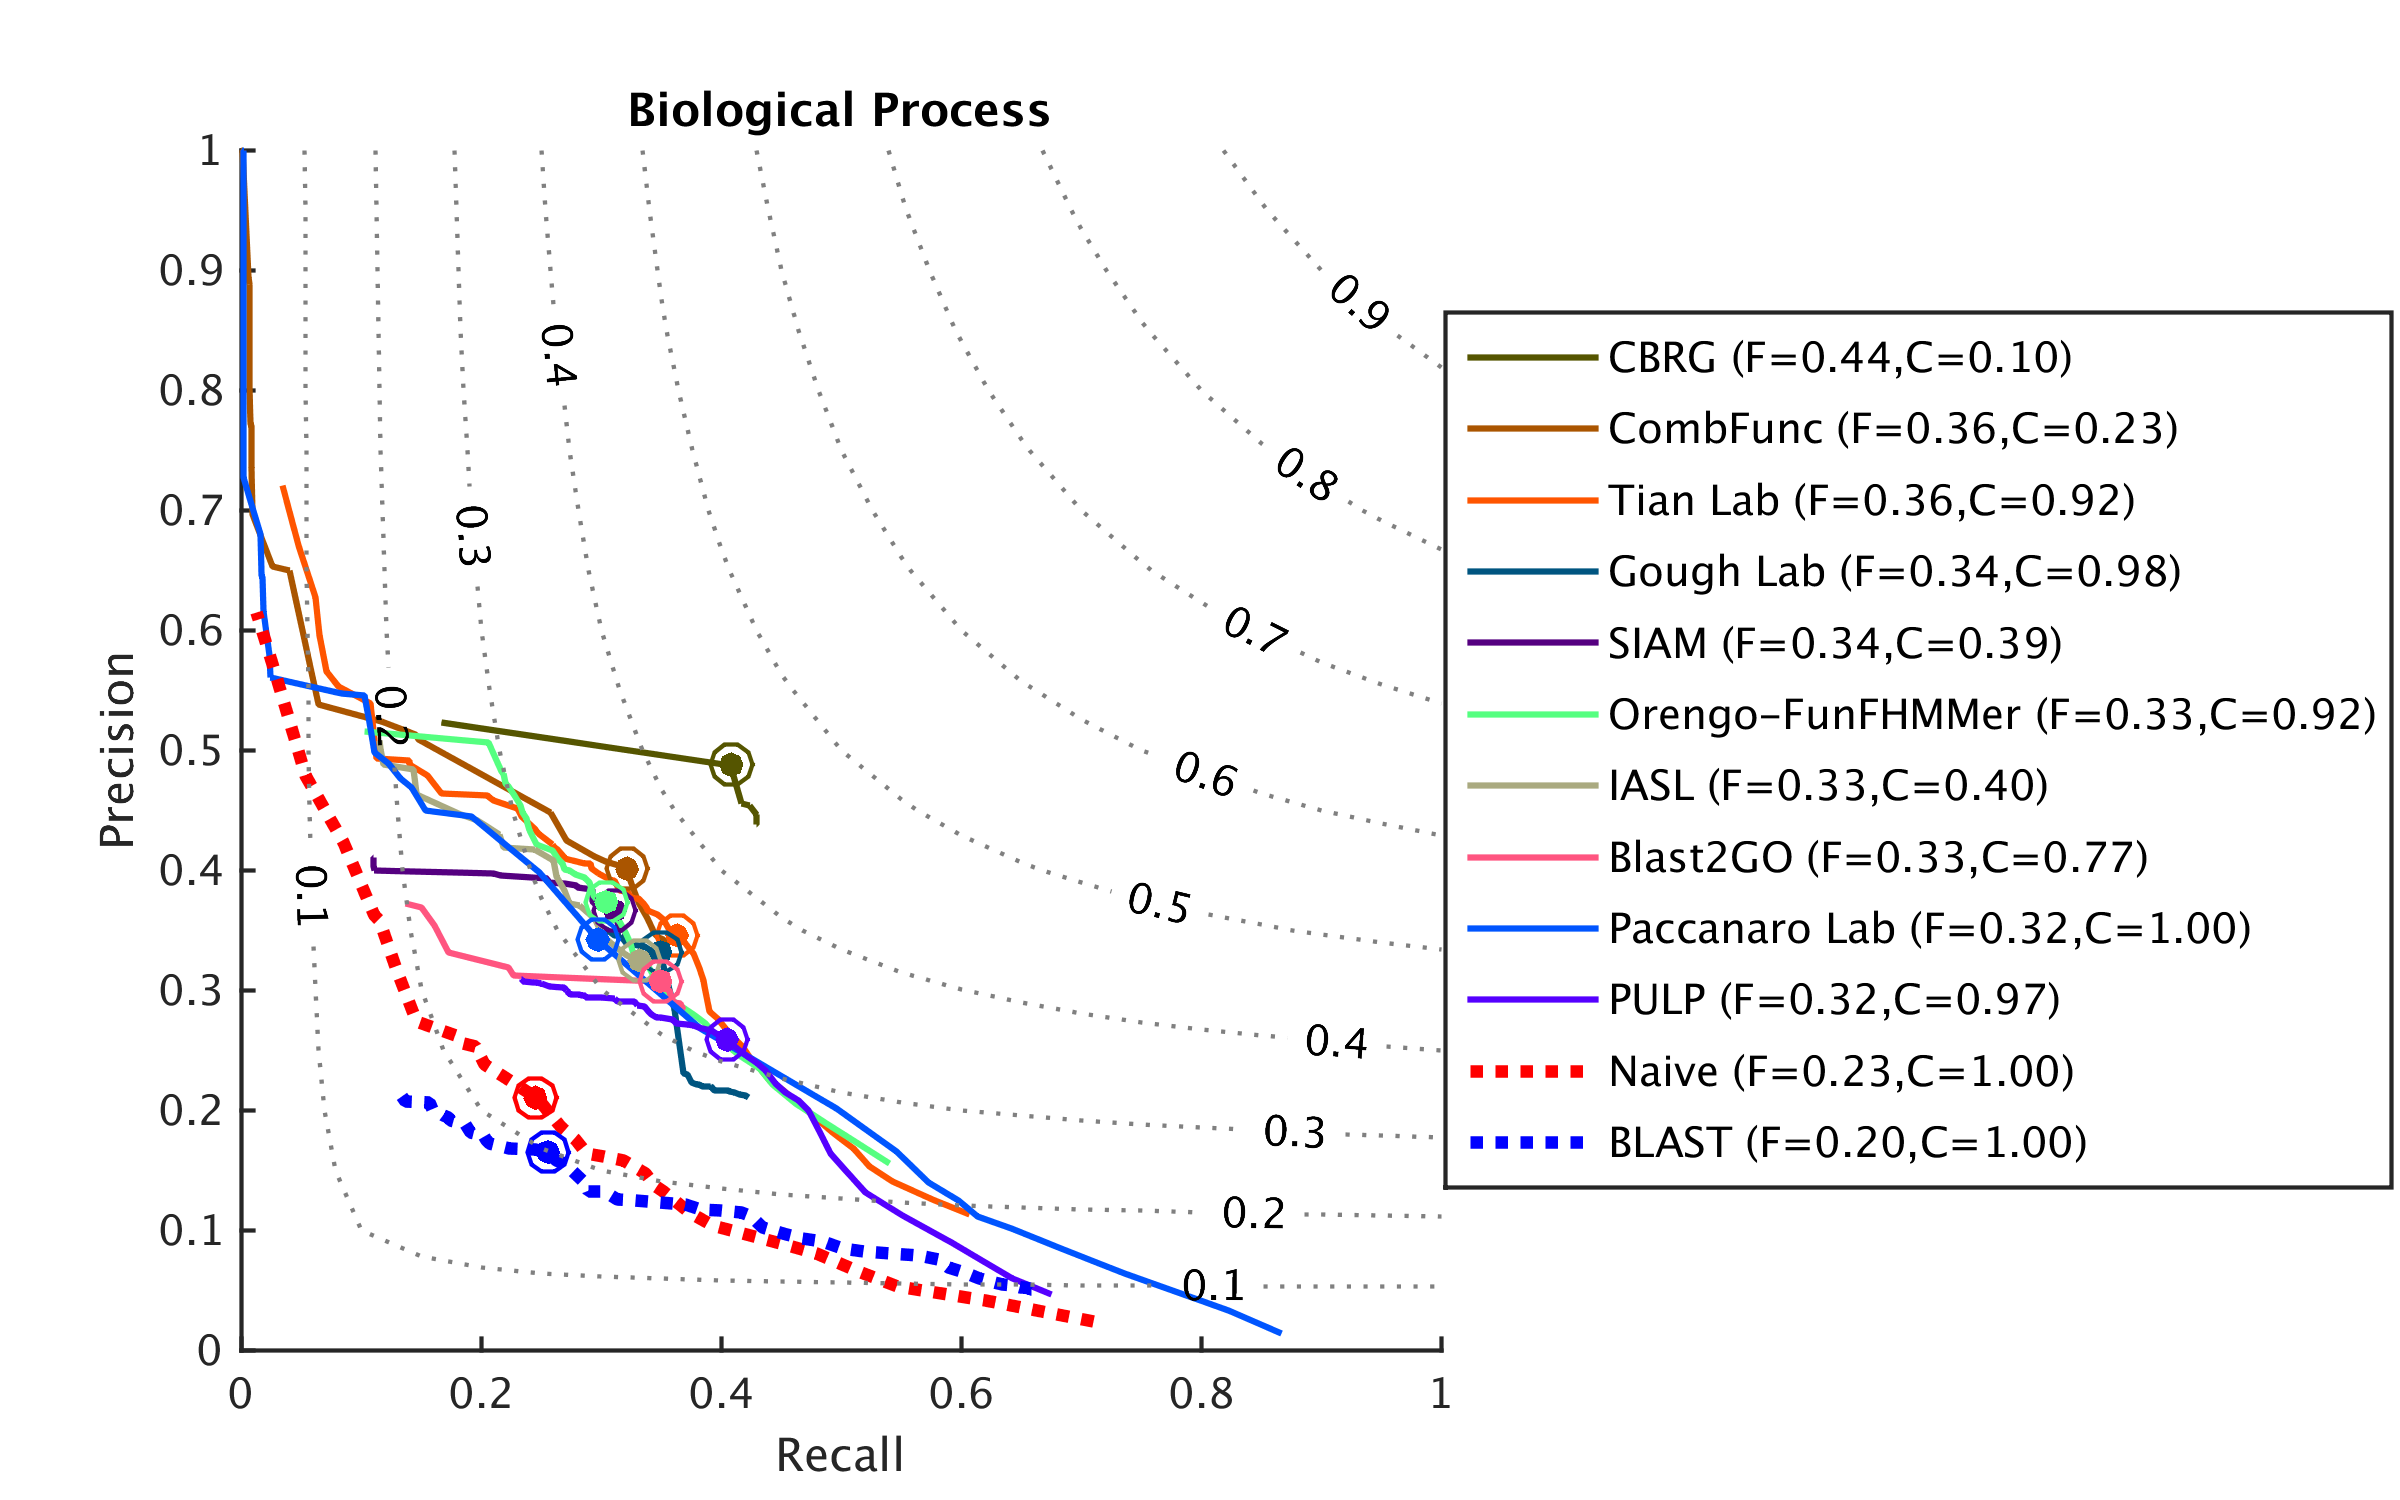 Biological Process
1
0.9
0.8
0.7
0.6
0.5
0.4
0.3
0.2
0.1
0
Precision
0 0.2 0.4 0.6 0.8 1
Recall
0.1
0.2
0.3
0.4
0.9
0.8
0.7
0.6
0.5
0.4
0.3
0.2
0.1
CBRG (F=0.44,C=0.10)
CombFunc (F=0.36,C=0.23)
Tian Lab (F=0.36,C=0.92)
Gough Lab (F=0.34,C=0.98)
SIAM (F=0.34,C=0.39)
Orengo-FunFHMMer (F=0.33,C=0.92)
IASL (F=0.33,C=0.40)
Blast2GO (F=0.33,C=0.77)
Paccanaro Lab (F=0.32,C=1.00)
PULP (F=0.32,C=0.97)
Naive (F=0.23,C=1.00)
BLAST (F=0.20,C=1.00)